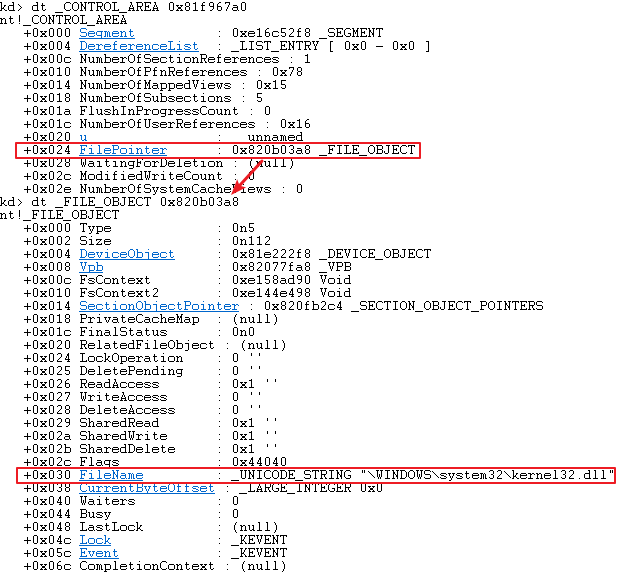 kd> dt _CONTROL_AREA 0x81f967a0
nt!_CONTROL_AREA
+0x000 Segment : 0xe16c52f8 _SEGMENT
+0x004 DereferenceList : _LIST_ENTRY [ 0x0 - 0x0 ]
+0x00c NumberOfSectionReferences : 1
+0x010 NumberOfPfnReferences : 0x78
+0x014 NumberOfMappedViews : 0x15
+0x018 NumberOfSubsections : 5
+0x01a FlushInProgressCount : 0
+0x01c NumberOfUserReferences : 0x16
+0x020 u : unnamed
+0x024 FilePointer : 0x820b03a8 _FILE_OBJECT
+0x028 WaitingForDeletion : (null)
+0x02c ModifiedWriteCount : 0
+0x02e NumberOfSystemCacheViews : 0
kd> dt _FILE_OBJECT 0x820b03a8
nt!_FILE_OBJECT
+0x000 Type : 0n5
+0x002 Size : 0n112
+0x004 DeviceObject : 0x81e222f8 _DEVICE_OBJECT
+0x008 Vpb : 0x82077fa8 _VPB
+0x00c FsContext : 0xe158ad90 Void
+0x010 FsContext2 : 0xe144e498 Void
+0x014 SectionObjectPointer : 0x820fb2c4 _SECTION_OBJECT_POINTERS
+0x018 PrivateCacheMap : (null)
+0x01c FinalStatus : 0n0
+0x020 RelatedFileObject : (null)
+0x024 LockOperation : 0 ''
+0x025 DeletePending : 0 ''
+0x026 ReadAccess : 0x1 ''
+0x027 WriteAccess : 0 ''
+0x028 DeleteAccess : 0 ''
+0x029 SharedRead : 0x1 ''
+0x02a SharedWrite : 0x1 ''
+0x02b SharedDelete : 0x1 ''
+0x02c Flags : 0x44040
+0x030 FileName : _UNICODE_STRING "\WINDOWS\system32\kernel32.dll"
+0x038 CurrentByteOffset : _LARGE_INTEGER 0x0
+0x040 Waiters : 0
+0x044 Busy : 0
+0x048 LastLock : (null)
+0x04c Lock : _KEVENT
+0x05c Event : _KEVENT
+0x06c CompletionContext : (null)